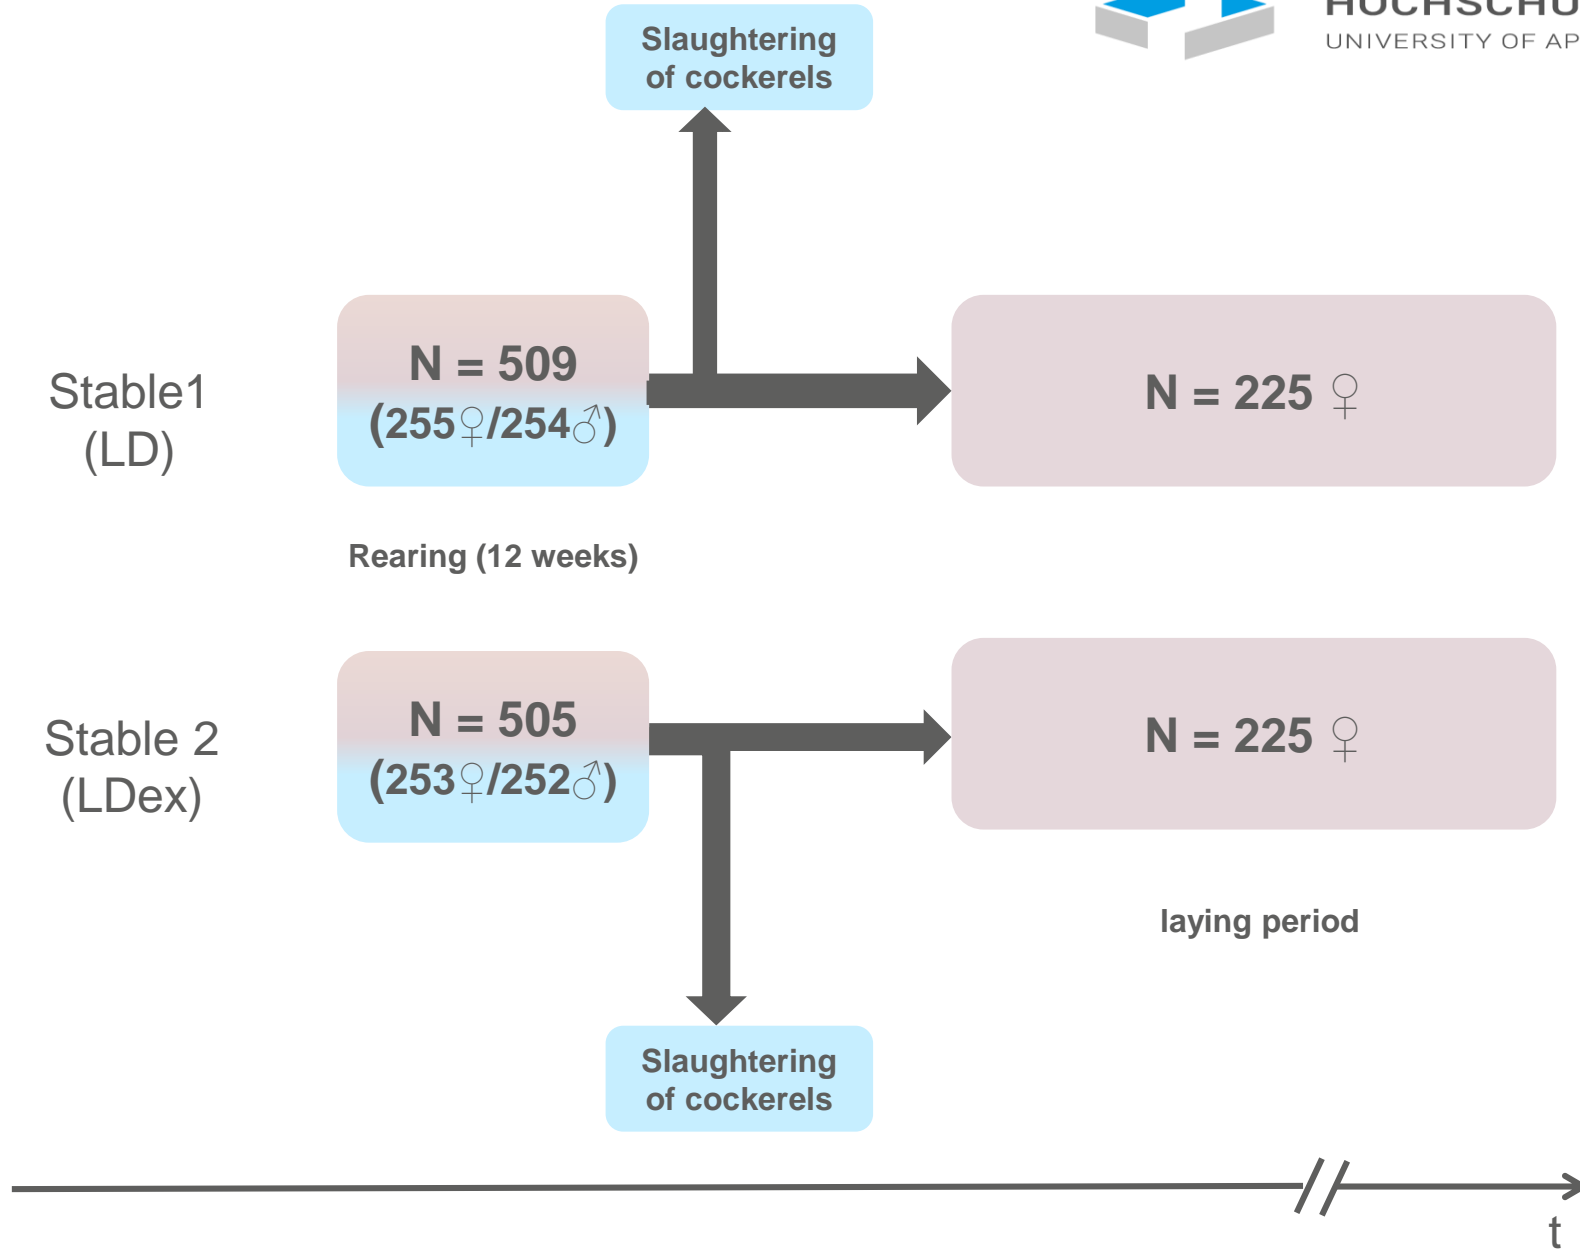 UNIVERSITY OF AP
Slaughtering
of cockerels
Stable1
(LD)
N = 509
(255♀/254♂)
N = 225 ♀
Rearing (12 weeks)
Stable 2
(LDex)
N = 505
(253♀/252♂)
N = 225 ♀
laying period
Slaughtering
of cockerels
t